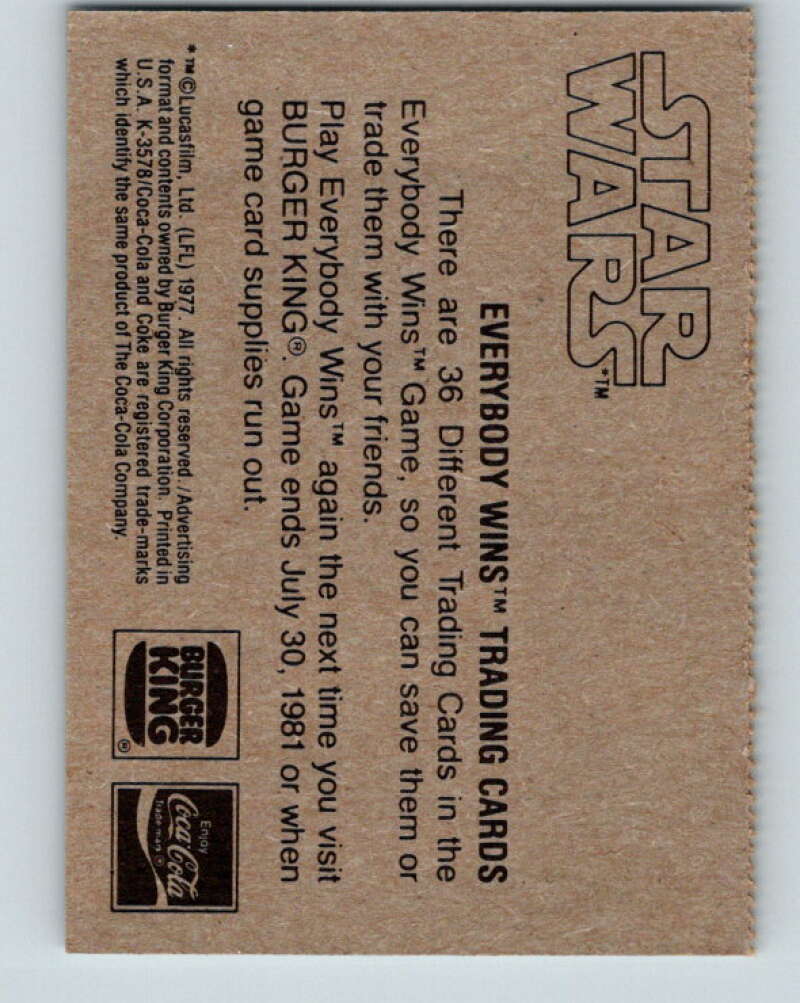 STAR
WARS*™
EVERYBODY WINS™ TRADING CARDS
There are 36 Different Trading Cards in the
Everybody Wins™ Game, so you can save them or
trade them with your friends.
Play Everybody Wins™ again the next time you visit
BURGER KING®. Game ends July 30, 1981 or when
game card supplies run out.
*™©Lucasfilm, Ltd. (LFL) 1977. All rights reserved./Advertising
format and contents owned by Burger King Corporation. Printed in
U.S.A. K-3578/Coca-Cola and Coke are registered trade-marks
which identify the same product of The Coca-Cola Company.
BURGER
KING
®
Enjoy
Coca-Cola
Trade-mark®